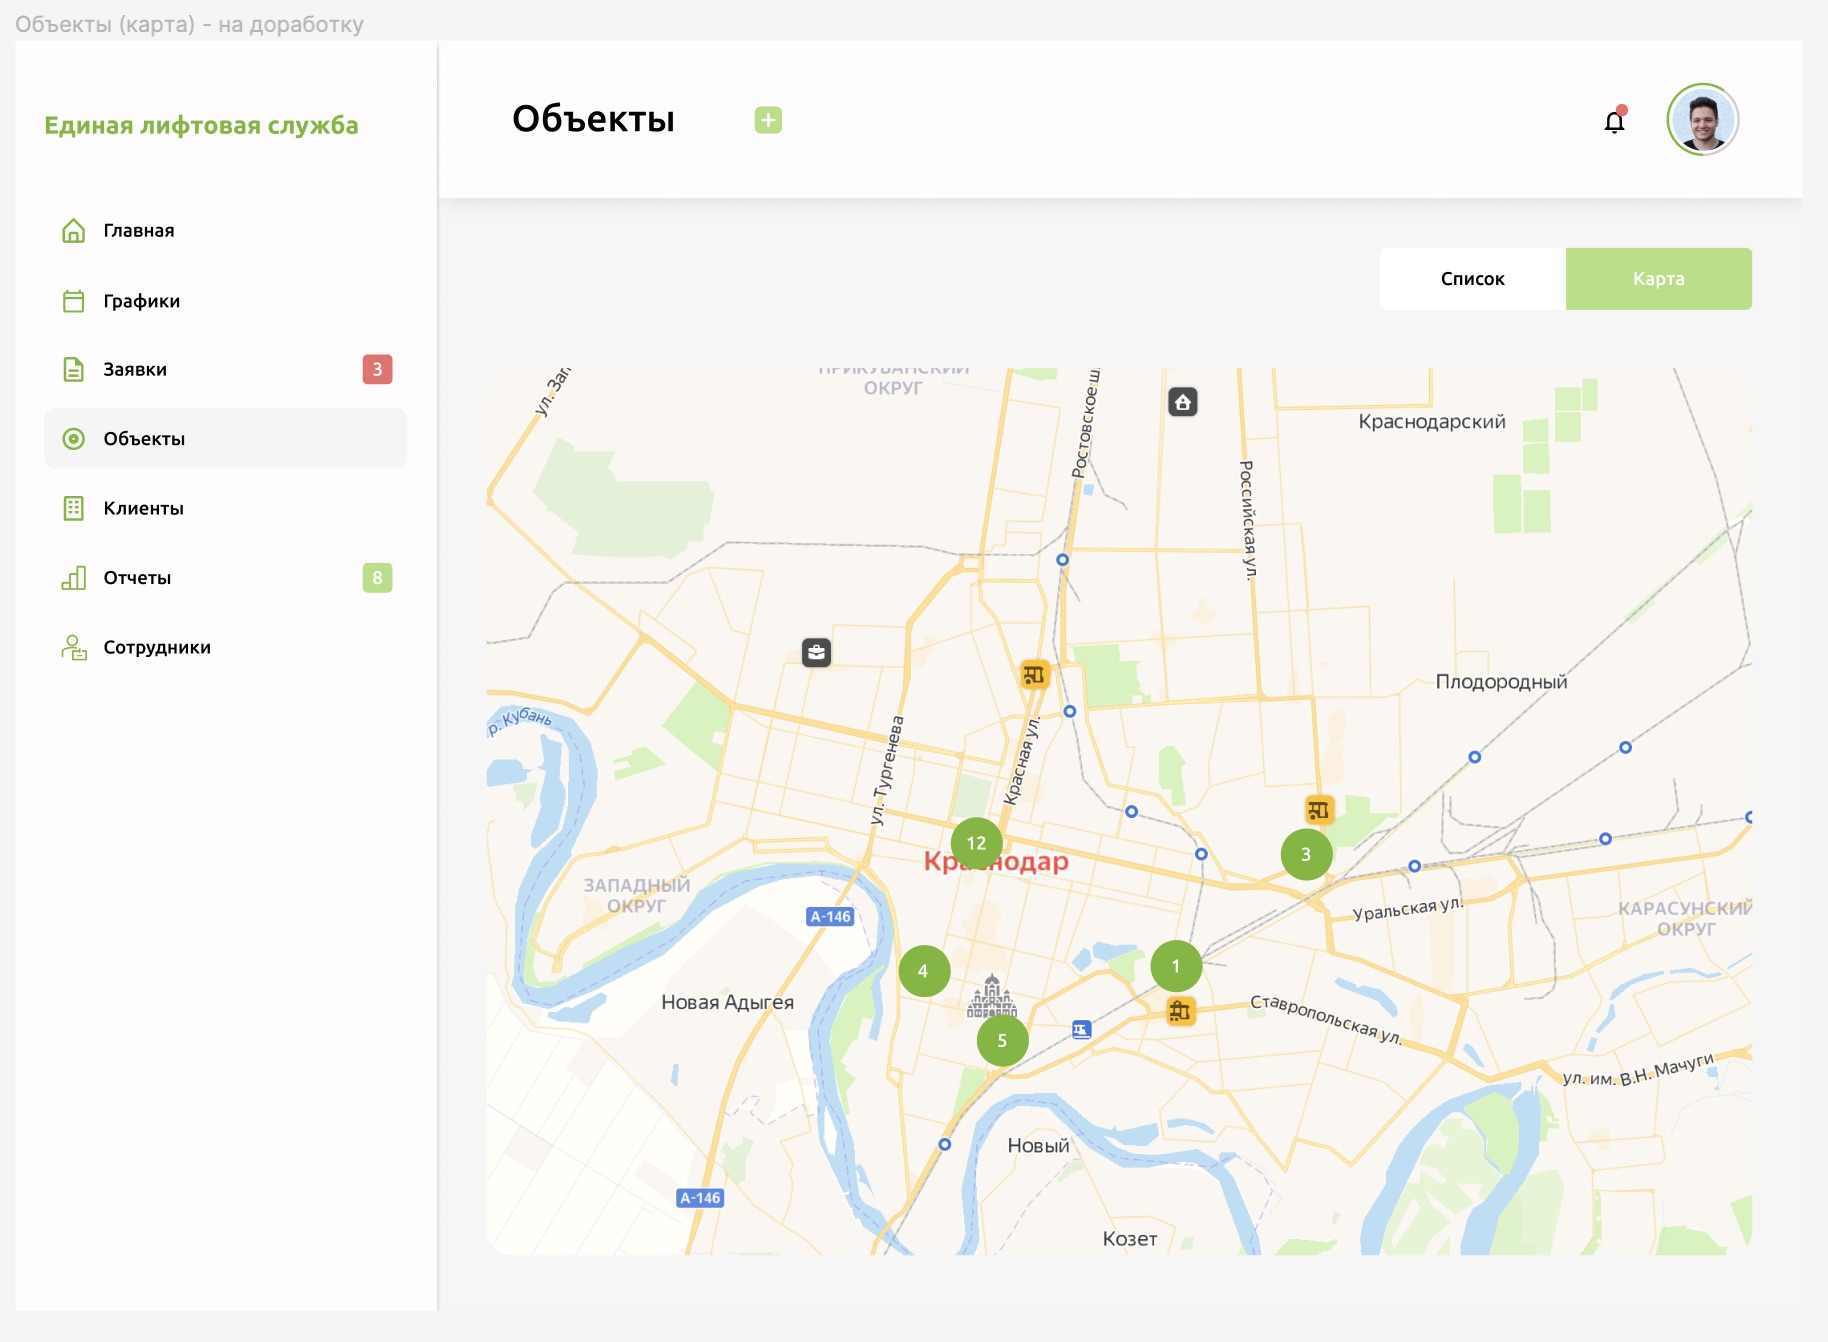 Объекты (карта) - на доработку
Единая лифтовая служба
Объекты
Главная
Графики
Заявки
3
Объекты
Клиенты
Отчеты
8
Сотрудники
Список
Карта
ул. Зап
ПРИКУБАНСКИЙ
ОКРУГ
Ростовское ш.
Краснодарский
Российская ул.
Плодородный
р. Кубань
ул. Тургенева
Красная ул.
12
Краснодар
3
ЗАПАДНЫЙ
ОКРУГ
А-146
Уральская ул.
КАРАСУНСКИЙ
ОКРУГ
4
1
Новая Адыгея
Ставропольская ул.
5
ул. им. В.Н. Мачуги
Новый
А-146
Козет